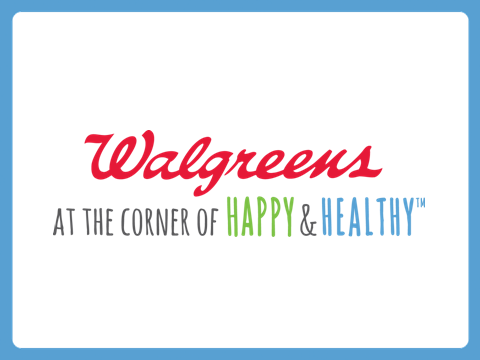 Walgreens
AT THE CORNER OF HAPPY & HEALTHY™